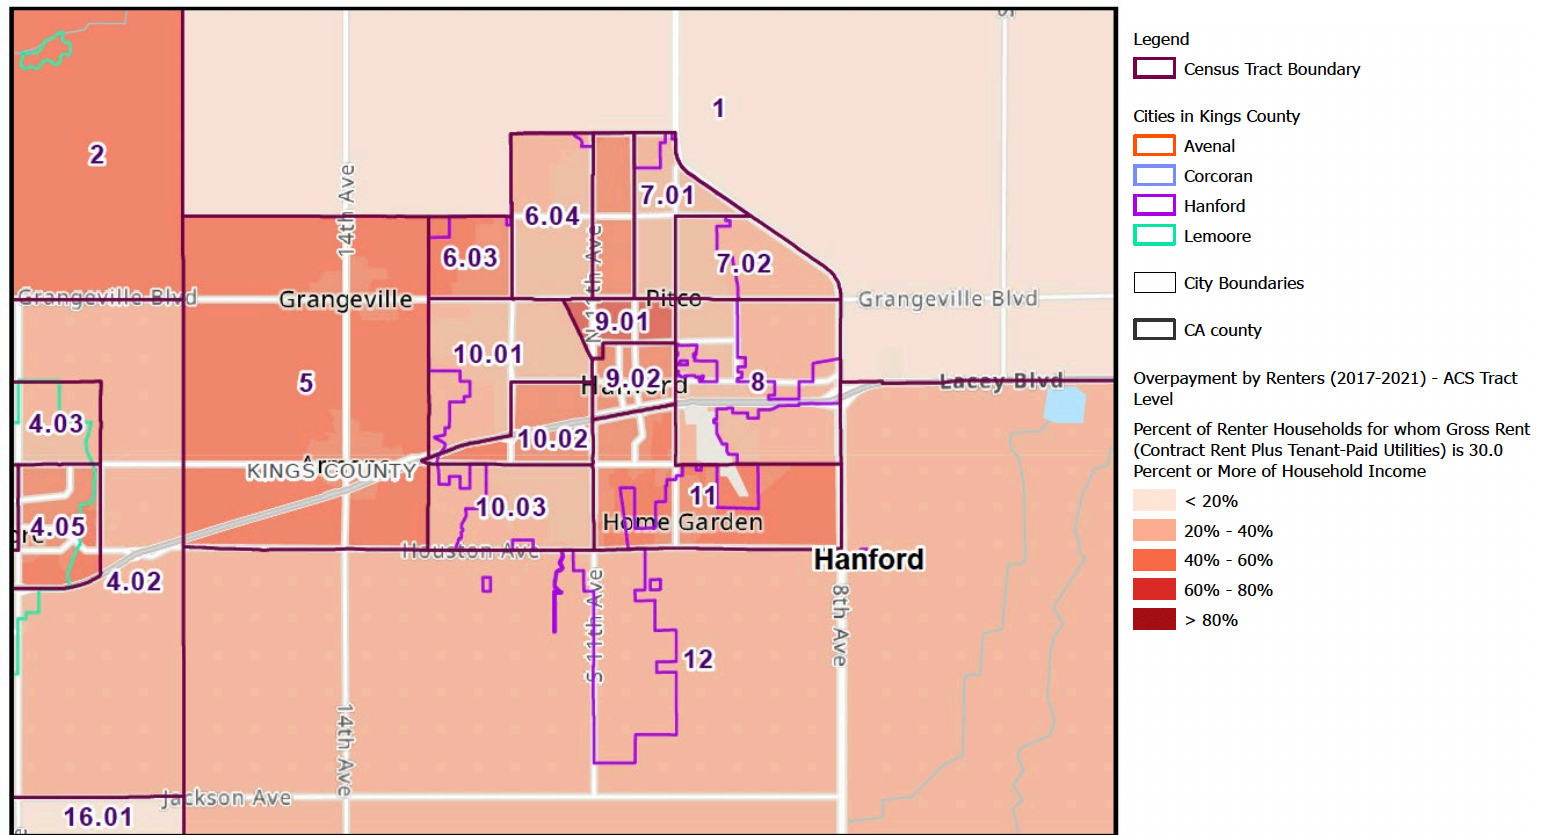 1
2
14th Ave
7.01
6.04
6.03
7.02
N 11th Ave
Grangeville Blvd
Grangeville
Pitco
Grangeville Blvd
9.01
10.01
5
9.02
Hanford
8
Lacey Blvd
4.03
10.02
Armona
KINGS COUNTY
4.05
10.03
11
Home Garden
Houston Ave
Hanford
4.02
S 11th Ave
8th Ave
12
14th Ave
Jackson Ave
16.01
Legend
Census Tract Boundary
Cities in Kings County
Avenal
Corcoran
Hanford
Lemoore
City Boundaries
CA county
Overpayment by Renters (2017-2021) - ACS Tract
Level
Percent of Renter Households for whom Gross Rent
(Contract Rent Plus Tenant-Paid Utilities) is 30.0
Percent or More of Household Income
< 20%
20% - 40%
40% - 60%
60% - 80%
> 80%